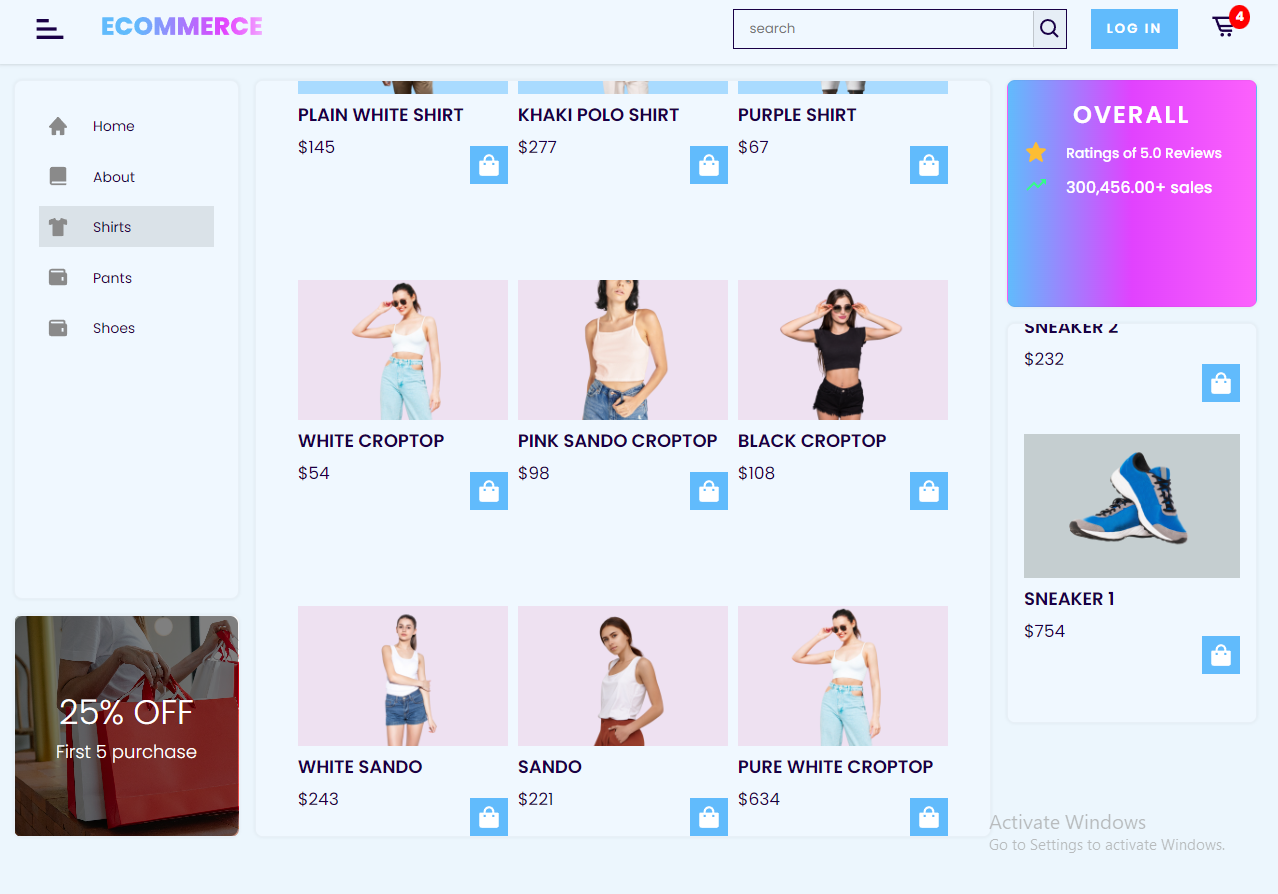 ECOMMERCE
search
LOG IN
4
Home
About
Shirts
Pants
Shoes
25% OFF
First 5 purchase
PLAIN WHITE SHIRT
$145
KHAKI POLO SHIRT
$277
PURPLE SHIRT
$67
WHITE CROPTOP
$54
PINK SANDO CROPTOP
$98
BLACK CROPTOP
$108
WHITE SANDO
$243
SANDO
$221
PURE WHITE CROPTOP
$634
OVERALL
Ratings of 5.0 Reviews
300,456.00+ sales
SNEAKER 2
$232
SNEAKER 1
$754
Activate Windows
Go to Settings to activate Windows.